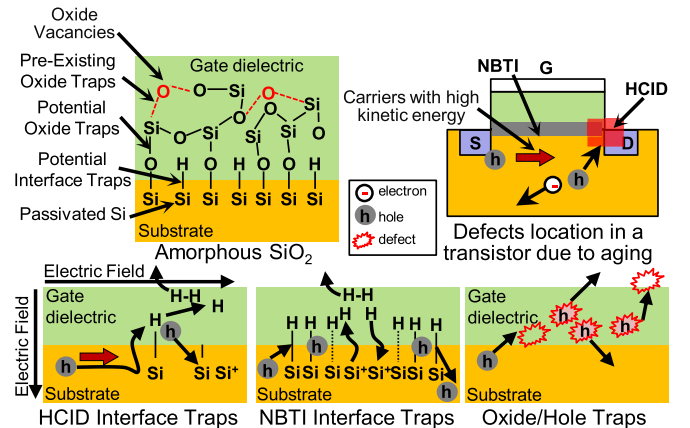 Oxide
Vacancies
Pre-Existing
Oxide Traps
Potential
Oxide Traps
Potential
Interface Traps
Passivated Si
Gate dielectric
O O Si O
Si O Si O Si Si O
O H O H O H
Si Si Si Si Si Si Si
Substrate
Amorphous SiO2
NBTI G
HCID
Carriers with high
kinetic energy
S D
h h
-
- electron
h hole
defect
Defects location in a
transistor due to aging
Electric Field
Electric Field
Gate
dielectric
H-H
H H
h
h
Si Si Si+
Substrate
HCID Interface Traps
Gate
dielectric
H-H
H H H H H H H
h h h
Si Si Si Si+ Si+ Si Si Si
h
Substrate
NBTI Interface Traps
Gate
dielectric
h h h
h
Substrate
Oxide/Hole Traps